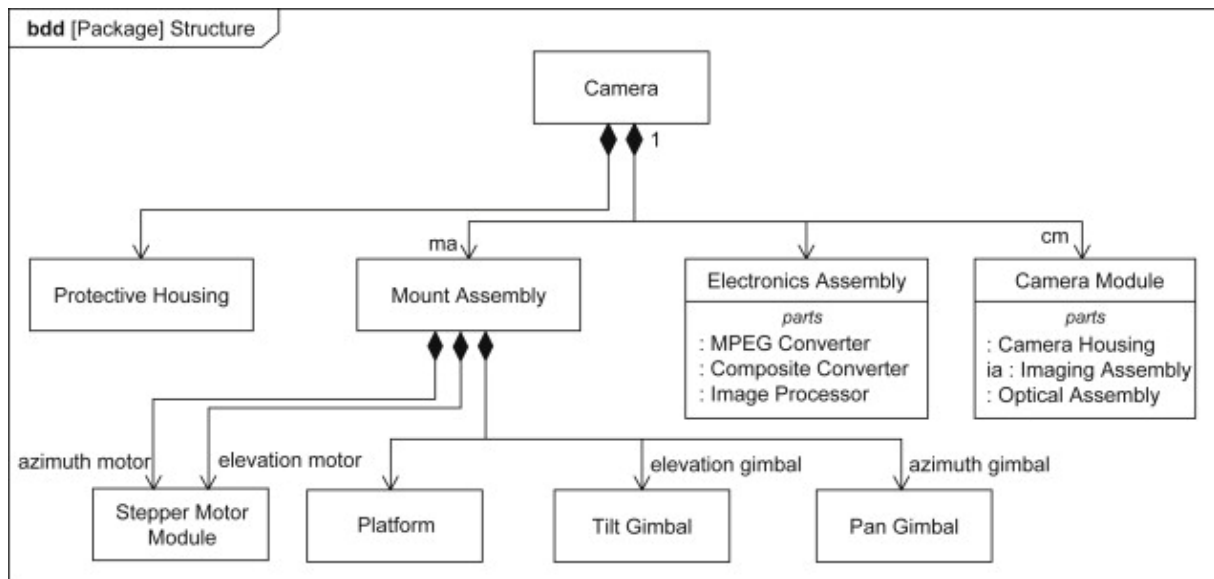 bdd [Package] Structure
Camera
1
ma
cm
Protective Housing
Mount Assembly
Electronics Assembly
parts
: MPEG Converter
: Composite Converter
: Image Processor
Camera Module
parts
: Camera Housing
ia : Imaging Assembly
: Optical Assembly
azimuth motor
elevation motor
elevation gimbal
azimuth gimbal
Stepper Motor
Module
Platform
Tilt Gimbal
Pan Gimbal